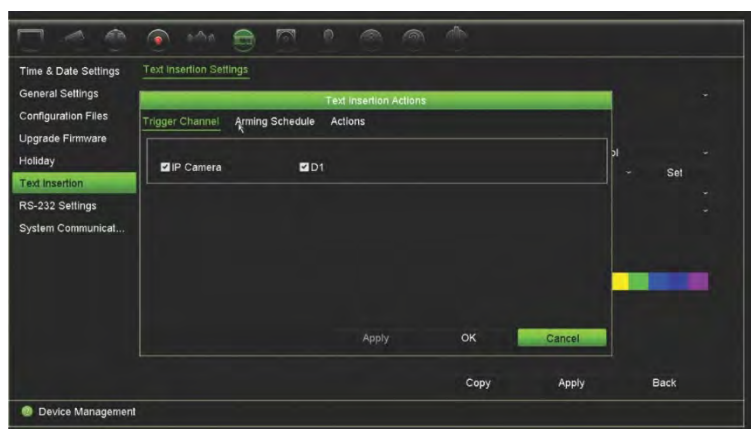 Time & Date Settings
Text Insertion Settings
General Settings
Text Insertion Actions
Configuration Files
Trigger Channel Arming Schedule Actions
Upgrade Firmware
Holiday
ol
IP Camera D1
Set
Text Insertion
RS-232 Settings
System Communicat...
Apply OK Cancel
Copy Apply Back
Device Management